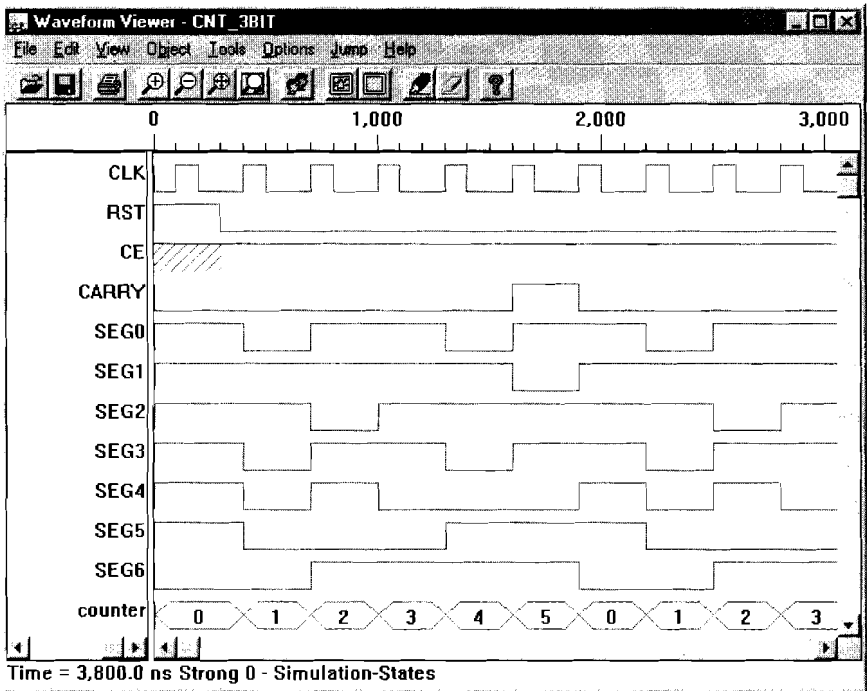 Waveform Viewer - CNT_3BIT
File Edit View Object Tools Options Jump Help
0 1,000 2,000 3,000
CLK
RST
CE
CARRY
SEG0
SEG1
SEG2
SEG3
SEG4
SEG5
SEG6
counter 0 1 2 3 4 5 0 1 2 3
Time = 3,800.0 ns Strong 0 - Simulation-States